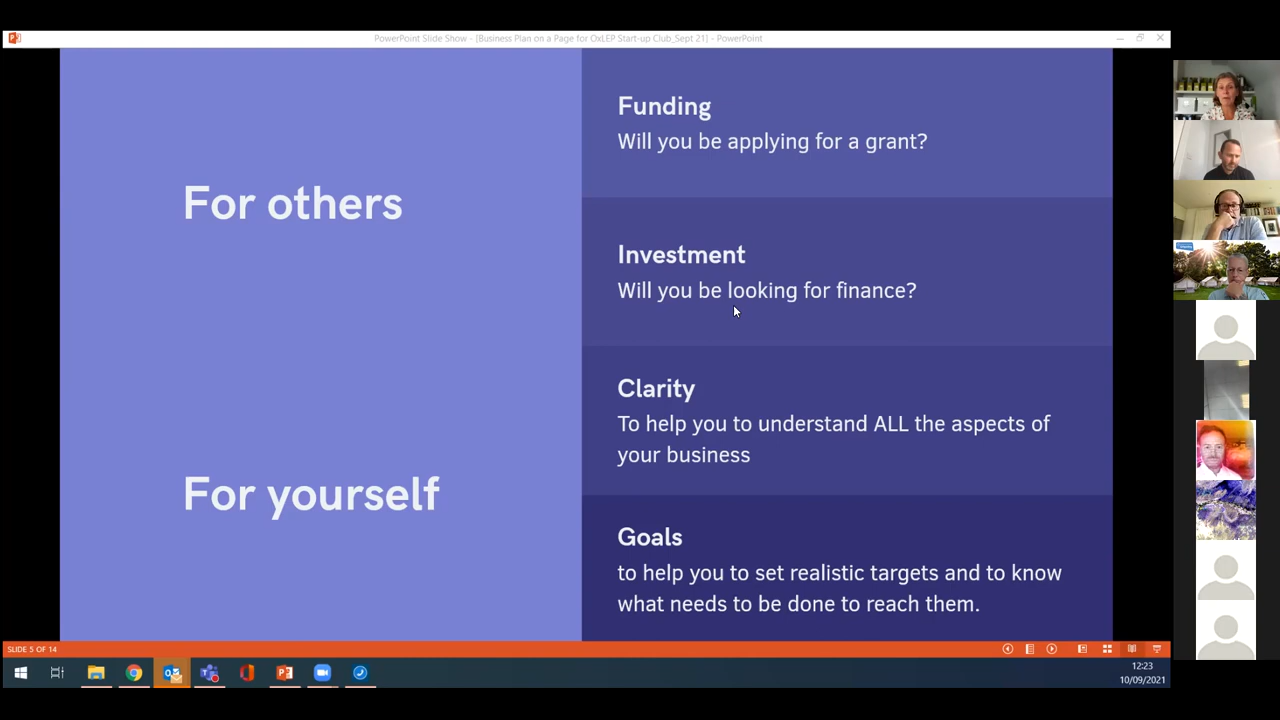 PowerPoint Slide Show - [Business Plan on a Page for OxLEP Start-up Club_Sept 21] - PowerPoint
For others
For yourself
Funding
Will you be applying for a grant?
Investment
Will you be looking for finance?
Clarity
To help you to understand ALL the aspects of
your business
Goals
to help you to set realistic targets and to know
what needs to be done to reach them.
SLIDE 5 OF 14
12:23
10/09/2021